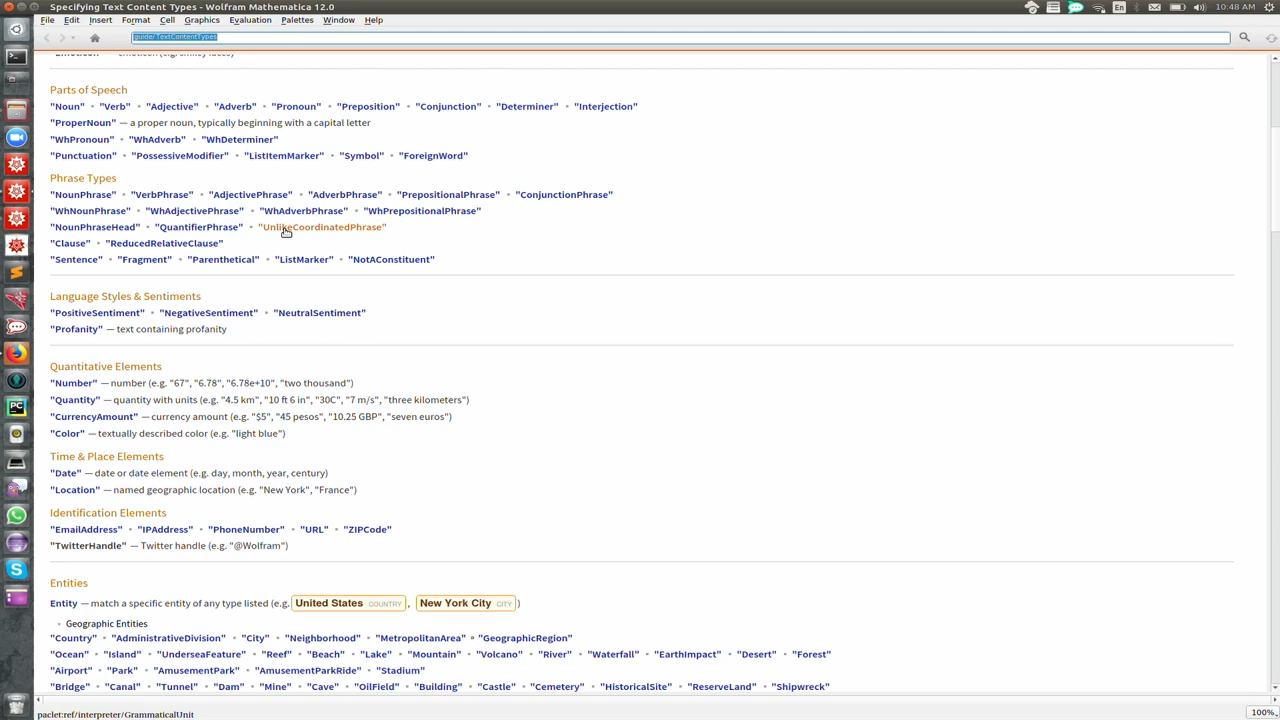 Specifying Text Content Types - Wolfram Mathematica 12.0
En
10:48 AM
File Edit Insert Format Cell Graphics Evaluation Palettes Window Help
guide/TextContentTypes
Parts of Speech
"Noun" ▪ "Verb" ▪ "Adjective" ▪ "Adverb" ▪ "Pronoun" ▪ "Preposition" ▪ "Conjunction" ▪ "Determiner" ▪ "Interjection"
"ProperNoun" — a proper noun, typically beginning with a capital letter
"WhPronoun" ▪ "WhAdverb" ▪ "WhDeterminer"
"Punctuation" ▪ "PossessiveModifier" ▪ "ListItemMarker" ▪ "Symbol" ▪ "ForeignWord"
Phrase Types
"NounPhrase" ▪ "VerbPhrase" ▪ "AdjectivePhrase" ▪ "AdverbPhrase" ▪ "PrepositionalPhrase" ▪ "ConjunctionPhrase"
"WhNounPhrase" ▪ "WhAdjectivePhrase" ▪ "WhAdverbPhrase" ▪ "WhPrepositionalPhrase"
"NounPhraseHead" ▪ "QuantifierPhrase" ▪ "UnlikeCoordinatedPhrase"
"Clause" ▪ "ReducedRelativeClause"
"Sentence" ▪ "Fragment" ▪ "Parenthetical" ▪ "ListMarker" ▪ "NotAConstituent"
Language Styles & Sentiments
"PositiveSentiment" ▪ "NegativeSentiment" ▪ "NeutralSentiment"
"Profanity" — text containing profanity
Quantitative Elements
"Number" — number (e.g. "67", "6.78", "6.78e+10", "two thousand")
"Quantity" — quantity with units (e.g. "4.5 km", "10 ft 6 in", "30C", "7 m/s", "three kilometers")
"CurrencyAmount" — currency amount (e.g. "$5", "45 pesos", "10.25 GBP", "seven euros")
"Color" — textually described color (e.g. "light blue")
Time & Place Elements
"Date" — date or date element (e.g. day, month, year, century)
"Location" — named geographic location (e.g. "New York", "France")
Identification Elements
"EmailAddress" ▪ "IPAddress" ▪ "PhoneNumber" ▪ "URL" ▪ "ZIPCode"
"TwitterHandle" — Twitter handle (e.g. "@Wolfram")
Entities
Entity — match a specific entity of any type listed (e.g. United States COUNTRY , New York City CITY )
▪ Geographic Entities
"Country" ▪ "AdministrativeDivision" ▪ "City" ▪ "Neighborhood" ▪ "MetropolitanArea" ▪ "GeographicRegion"
"Ocean" ▪ "Island" ▪ "UnderseaFeature" ▪ "Reef" ▪ "Beach" ▪ "Lake" ▪ "Mountain" ▪ "Volcano" ▪ "River" ▪ "Waterfall" ▪ "EarthImpact" ▪ "Desert" ▪ "Forest"
"Airport" ▪ "Park" ▪ "AmusementPark" ▪ "AmusementParkRide" ▪ "Stadium"
"Bridge" ▪ "Canal" ▪ "Tunnel" ▪ "Dam" ▪ "Mine" ▪ "Cave" ▪ "OilField" ▪ "Building" ▪ "Castle" ▪ "Cemetery" ▪ "HistoricalSite" ▪ "ReserveLand" ▪ "Shipwreck"
paclet:ref/interpreter/GrammaticalUnit
100%